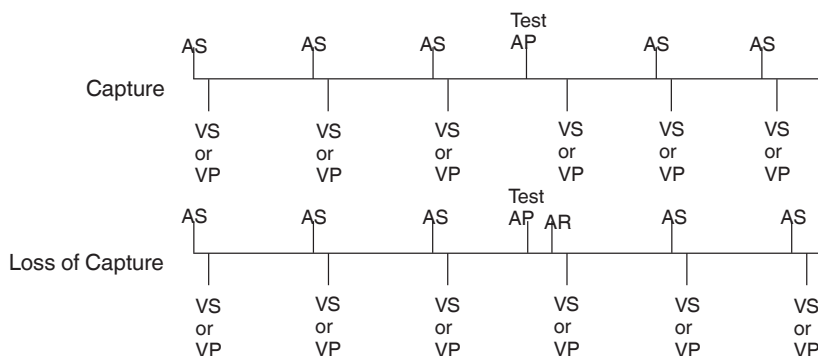 Test
AS AS AS AP AS AS
Capture
VS VS VS VS VS VS
or or or or or or
VP VP VP VP VP VP
Test
AS AS AS AP AR AS AS
Loss of Capture
VS VS VS VS VS VS
or or or or or or
VP VP VP VP VP VP